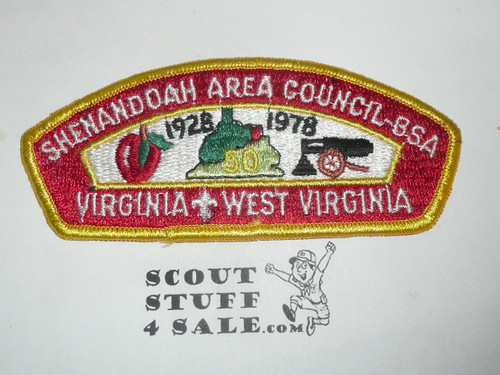 SHENANDOAH AREA COUNCIL-BSA
1928 1978
50
VIRGINIA WEST VIRGINIA
SCOUT
STUFF
4 SALE.com